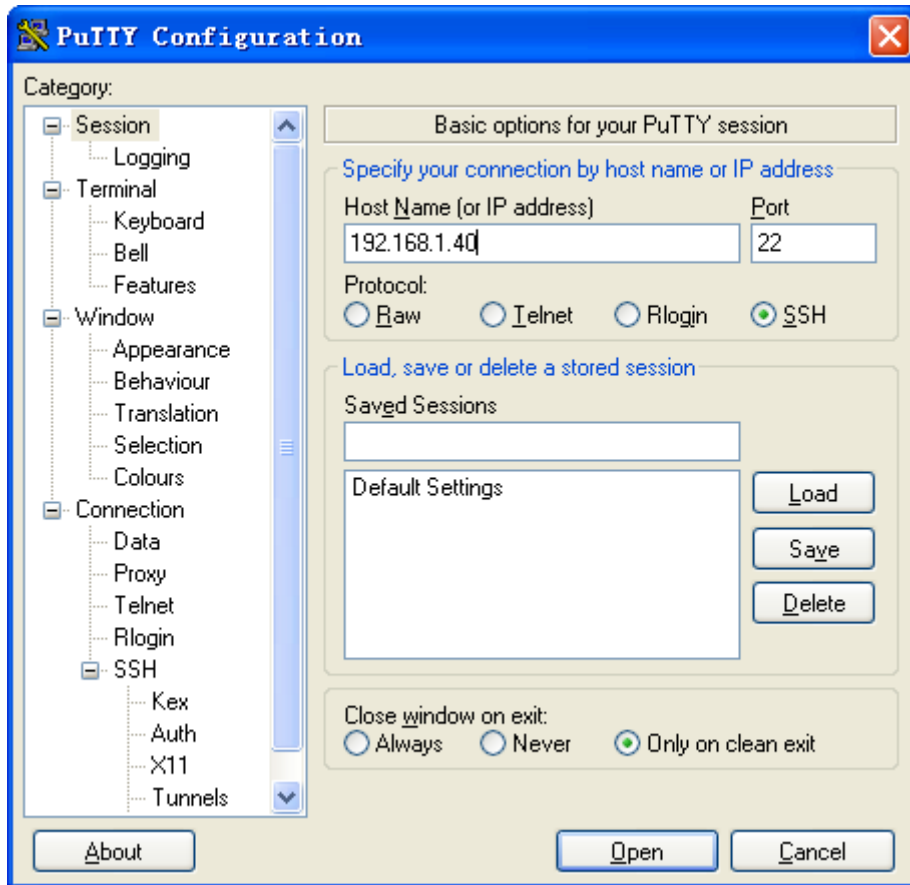 PuTTY Configuration
Category:
Session
Logging
Terminal
Keyboard
Bell
Features
Window
Appearance
Behaviour
Translation
Selection
Colours
Connection
Data
Proxy
Telnet
Rlogin
SSH
Kex
Auth
X11
Tunnels
Basic options for your PuTTY session
Specify your connection by host name or IP address
Host Name (or IP address) Port
192.168.1.40 22
Protocol:
Raw Telnet Rlogin SSH
Load, save or delete a stored session
Saved Sessions
Default Settings
Load
Save
Delete
Close window on exit:
Always Never Only on clean exit
About Open Cancel